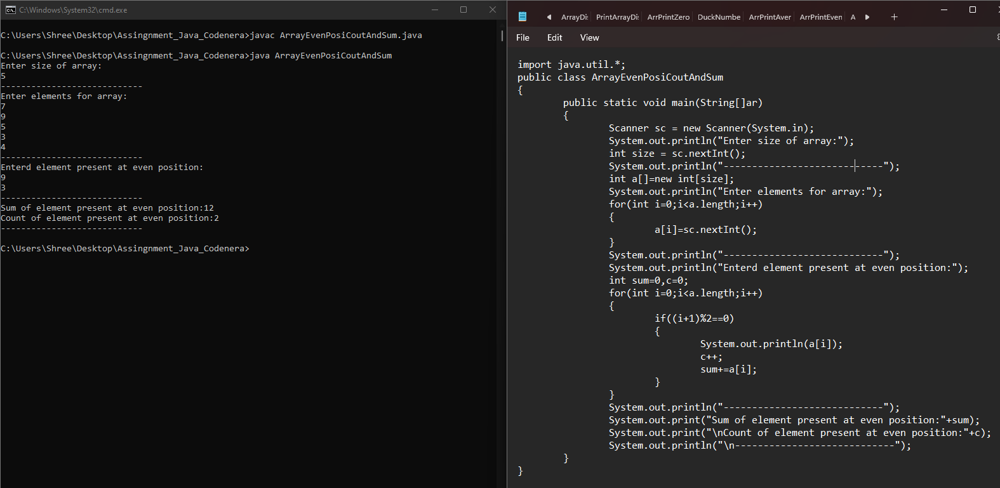 C:\Windows\System32\cmd.exe
C:\Users\Shree\Desktop\Assingnment_Java_Codenera>javac ArrayEvenPosiCoutAndSum.java
C:\Users\Shree\Desktop\Assingnment_Java_Codenera>java ArrayEvenPosiCoutAndSum
Enter size of array:
5
----------------------------
Enter elements for array:
7
9
5
3
4
----------------------------
Enterd element present at even position:
9
3
----------------------------
Sum of element present at even position:12
Count of element present at even position:2
----------------------------
C:\Users\Shree\Desktop\Assingnment_Java_Codenera>
ArrayDi PrintArrayDi ArrPrintZero DuckNumbe ArrPrintAver ArrPrintEven A
File Edit View
import java.util.*;
public class ArrayEvenPosiCoutAndSum
{
public static void main(String[]ar)
{
Scanner sc = new Scanner(System.in);
System.out.println("Enter size of array:");
int size = sc.nextInt();
System.out.println("----------------------------");
int a[]=new int[size];
System.out.println("Enter elements for array:");
for(int i=0;i<a.length;i++)
{
a[i]=sc.nextInt();
}
System.out.println("----------------------------");
System.out.println("Enterd element present at even position:");
int sum=0,c=0;
for(int i=0;i<a.length;i++)
{
if((i+1)%2==0)
{
System.out.println(a[i]);
c++;
sum+=a[i];
}
}
System.out.println("----------------------------");
System.out.print("Sum of element present at even position:"+sum);
System.out.print("\nCount of element present at even position:"+c);
System.out.println("\n----------------------------");
}
}